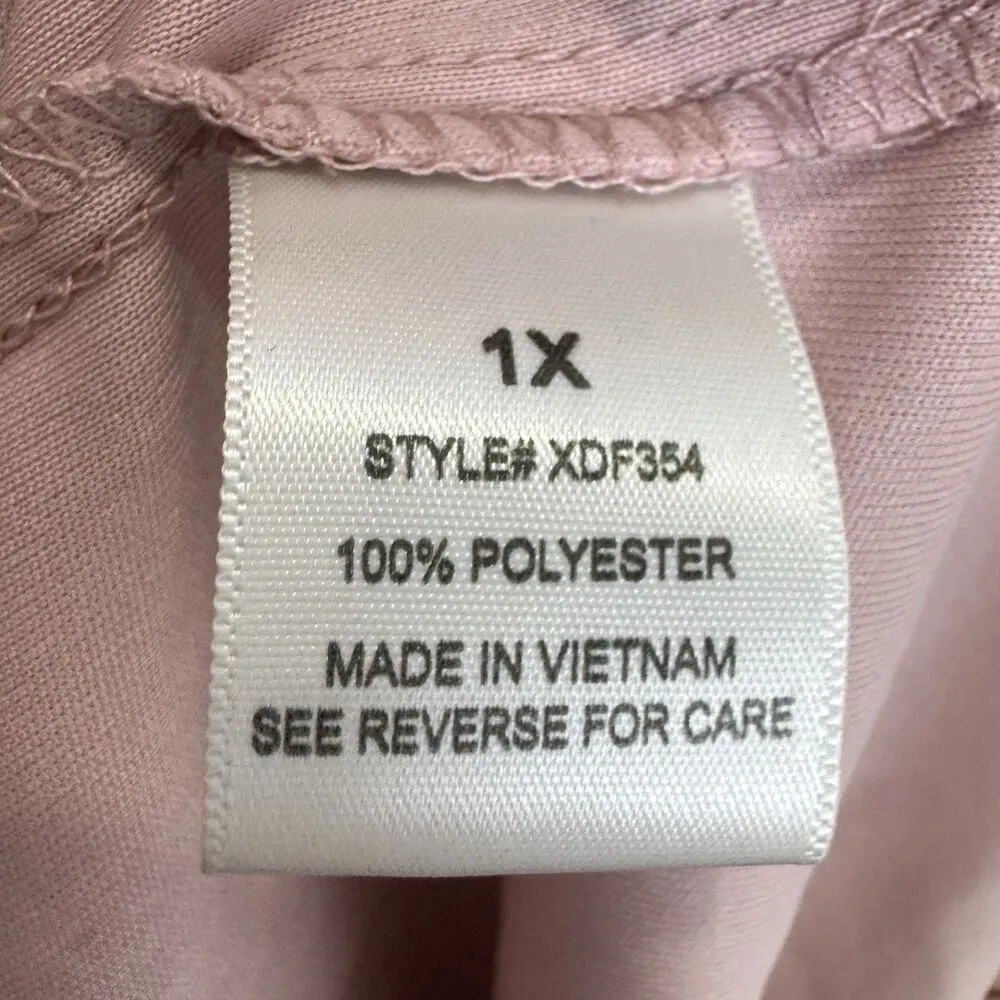 1X
STYLE# XDF354
100% POLYESTER
MADE IN VIETNAM
SEE REVERSE FOR CARE